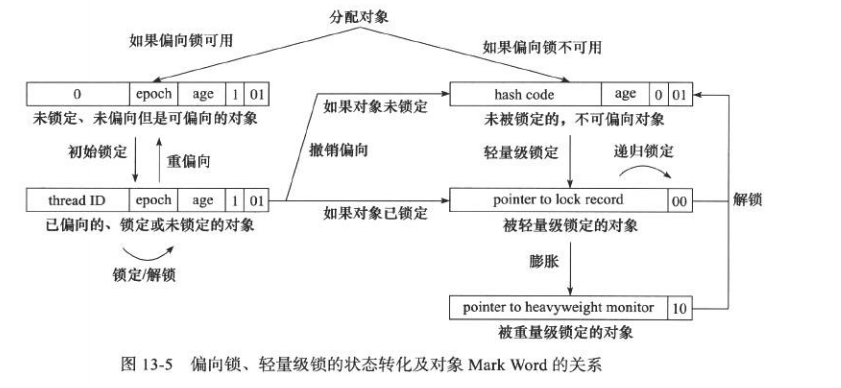 分配对象
如果偏向锁可用
如果偏向锁不可用
0 epoch age 1 01
hash code age 0 01
未锁定、未偏向但是可偏向的对象
如果对象未锁定
未被锁定的，不可偏向对象
初始锁定
重偏向
撤销偏向
轻量级锁定
递归锁定
thread ID epoch age 1 01
pointer to lock record 00
解锁
已偏向的、锁定或未锁定的对象
如果对象已锁定
被轻量级锁定的对象
锁定/解锁
膨胀
pointer to heavyweight monitor 10
被重量级锁定的对象
图 13-5 偏向锁、轻量级锁的状态转化及对象 Mark Word 的关系